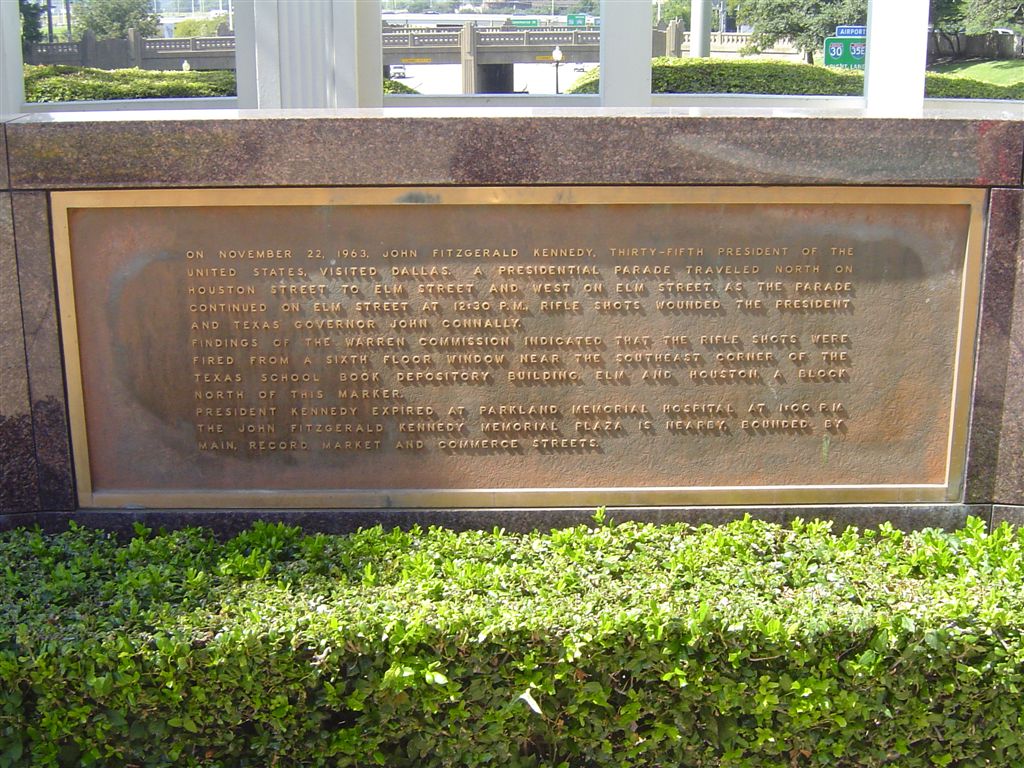 AIRPORT
30 35E
RIGHT LANE
ON NOVEMBER 22, 1963, JOHN FITZGERALD KENNEDY, THIRTY-FIFTH PRESIDENT OF THE
UNITED STATES, VISITED DALLAS. A PRESIDENTIAL PARADE TRAVELED NORTH ON
HOUSTON STREET TO ELM STREET AND WEST ON ELM STREET. AS THE PARADE
CONTINUED ON ELM STREET AT 12:30 P.M., RIFLE SHOTS WOUNDED THE PRESIDENT
AND TEXAS GOVERNOR JOHN CONNALLY.
FINDINGS OF THE WARREN COMMISSION INDICATED THAT THE RIFLE SHOTS WERE
FIRED FROM A SIXTH FLOOR WINDOW NEAR THE SOUTHEAST CORNER OF THE
TEXAS SCHOOL BOOK DEPOSITORY BUILDING, ELM AND HOUSTON, A BLOCK
NORTH OF THIS MARKER.
PRESIDENT KENNEDY EXPIRED AT PARKLAND MEMORIAL HOSPITAL AT 1:00 P.M.
THE JOHN FITZGERALD KENNEDY MEMORIAL PLAZA IS NEARBY, BOUNDED BY
MAIN, RECORD, MARKET AND COMMERCE STREETS.